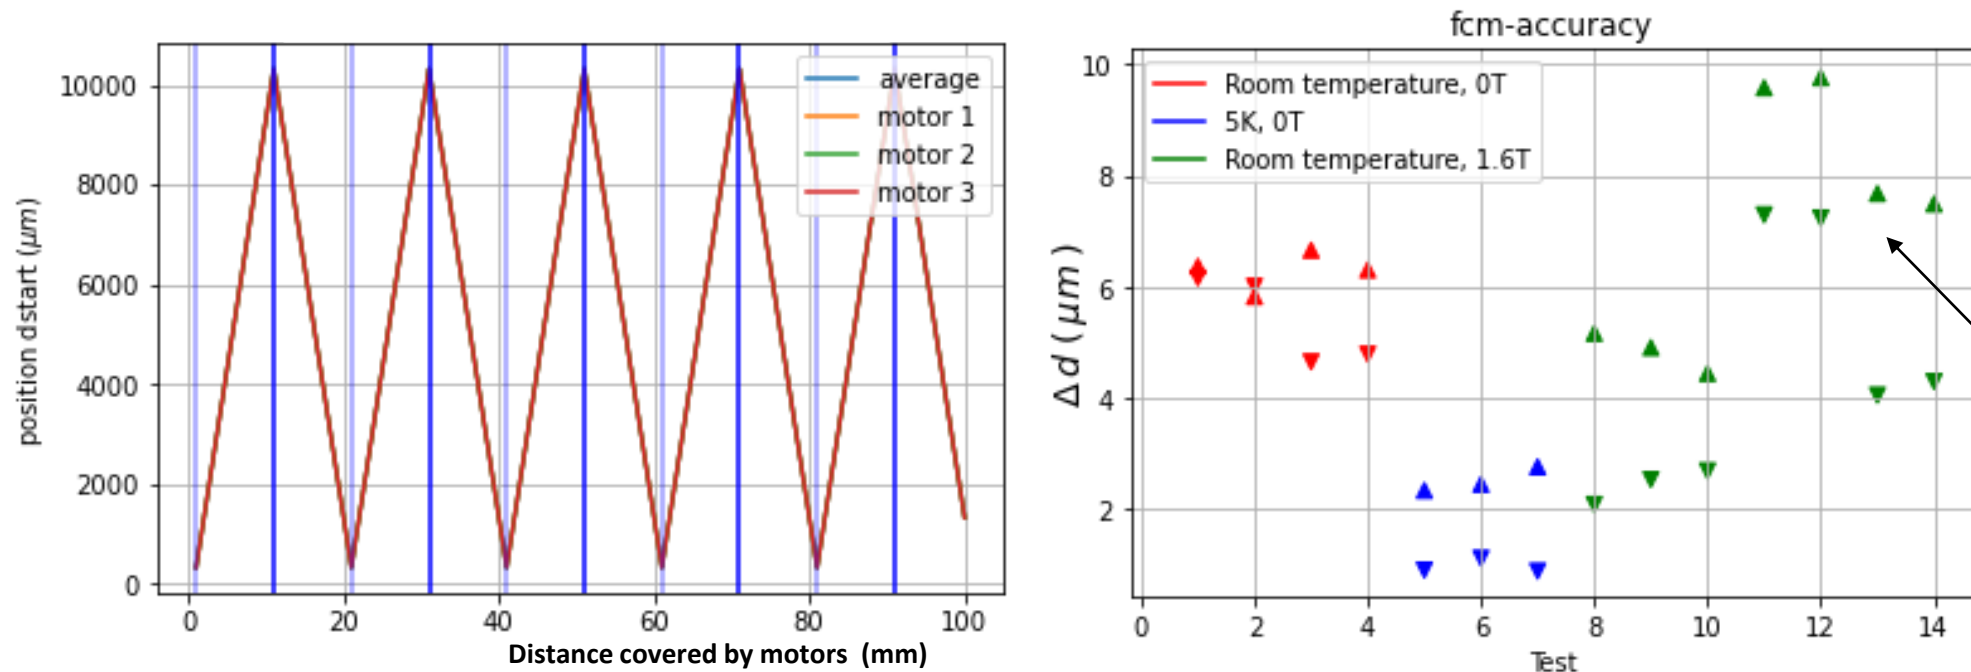 position dstart (μm)
10000
8000
6000
4000
2000
0
average
motor 1
motor 2
motor 3
0 20 40 60 80 100
Distance covered by motors (mm)
fcm-accuracy
Δd (μm)
10
8
6
4
2
Room temperature, 0T
5K, 0T
Room temperature, 1.6T
0 2 4 6 8 10 12 14
Test